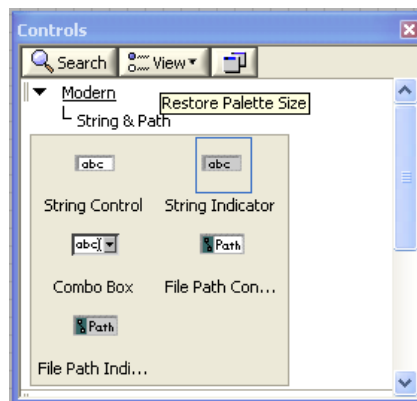 Controls
Search View
Modern
Restore Palette Size
String & Path
abc abc
String Control String Indicator
abc Path
Combo Box File Path Con...
Path
File Path Indi...